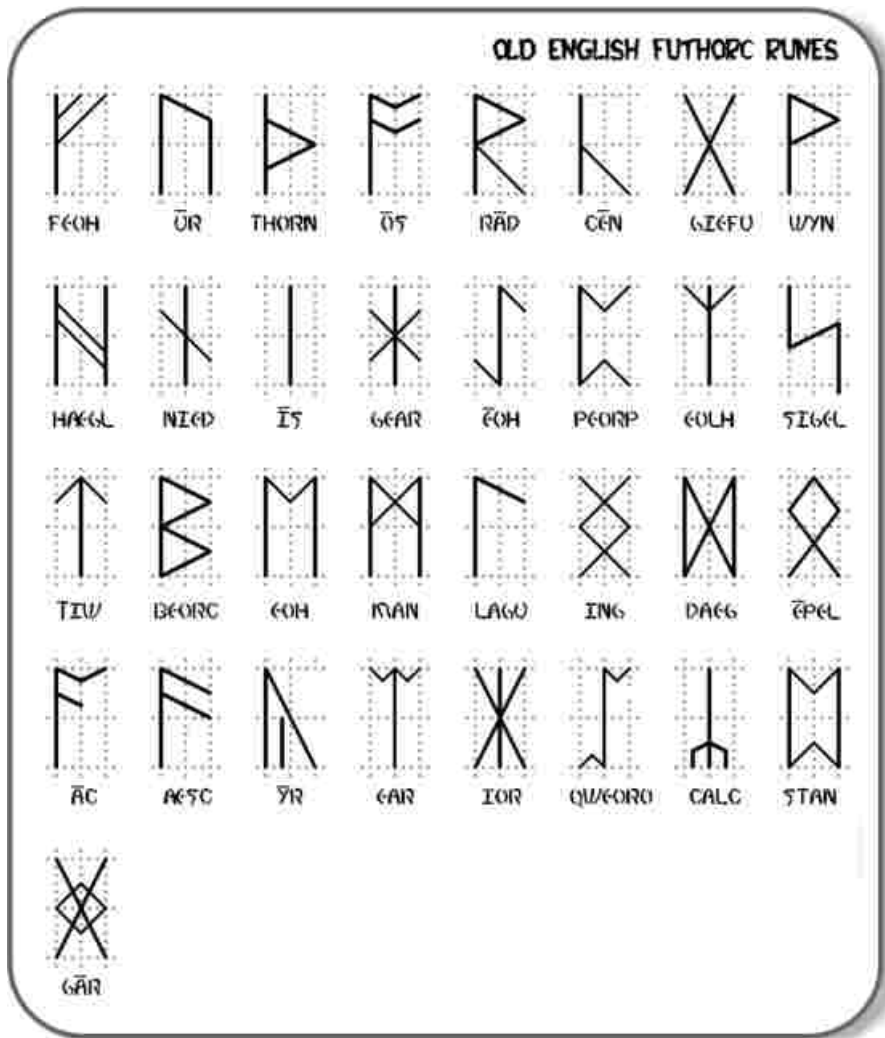 OLD ENGLISH FUTHORC RUNES
FEOH ŪR THORN ŌS RĀD CĒN GIEFU WYN
HAEGL NIED ĪS GEAR ĒOH PEORP EOLH SIGEL
TIW BEORC EOH MAN LAGU ING DAEG ĒPEL
ĀC AESC ȲR EAR IOR QWEORD CALC STAN
GĀR